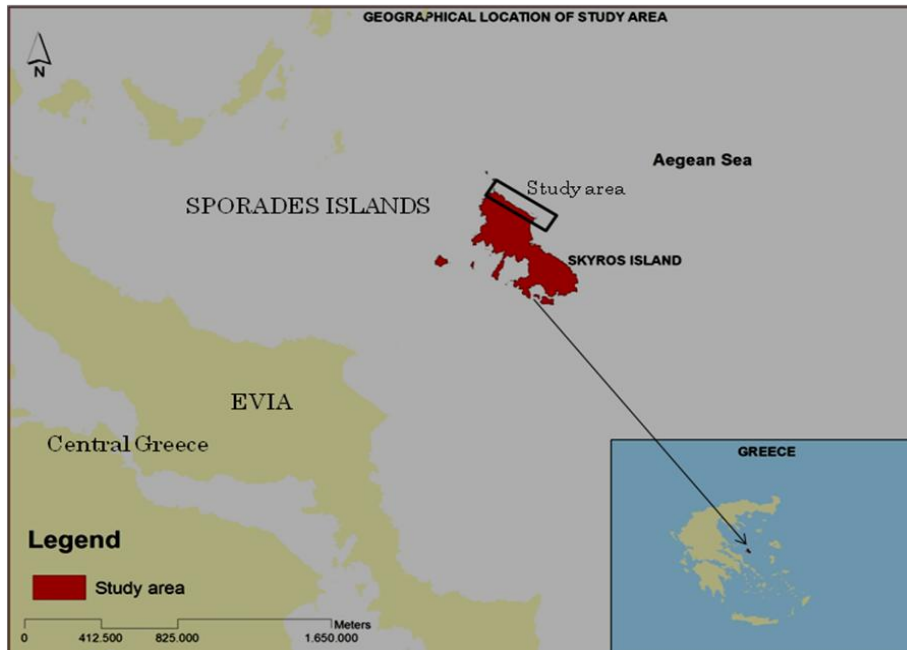 GEOGRAPHICAL LOCATION OF STUDY AREA
N
Aegean Sea
Study area
SPORADES ISLANDS
SKYROS ISLAND
EVIA
Central Greece
GREECE
Legend
Study area
Meters
0 412.500 825.000 1.650.000